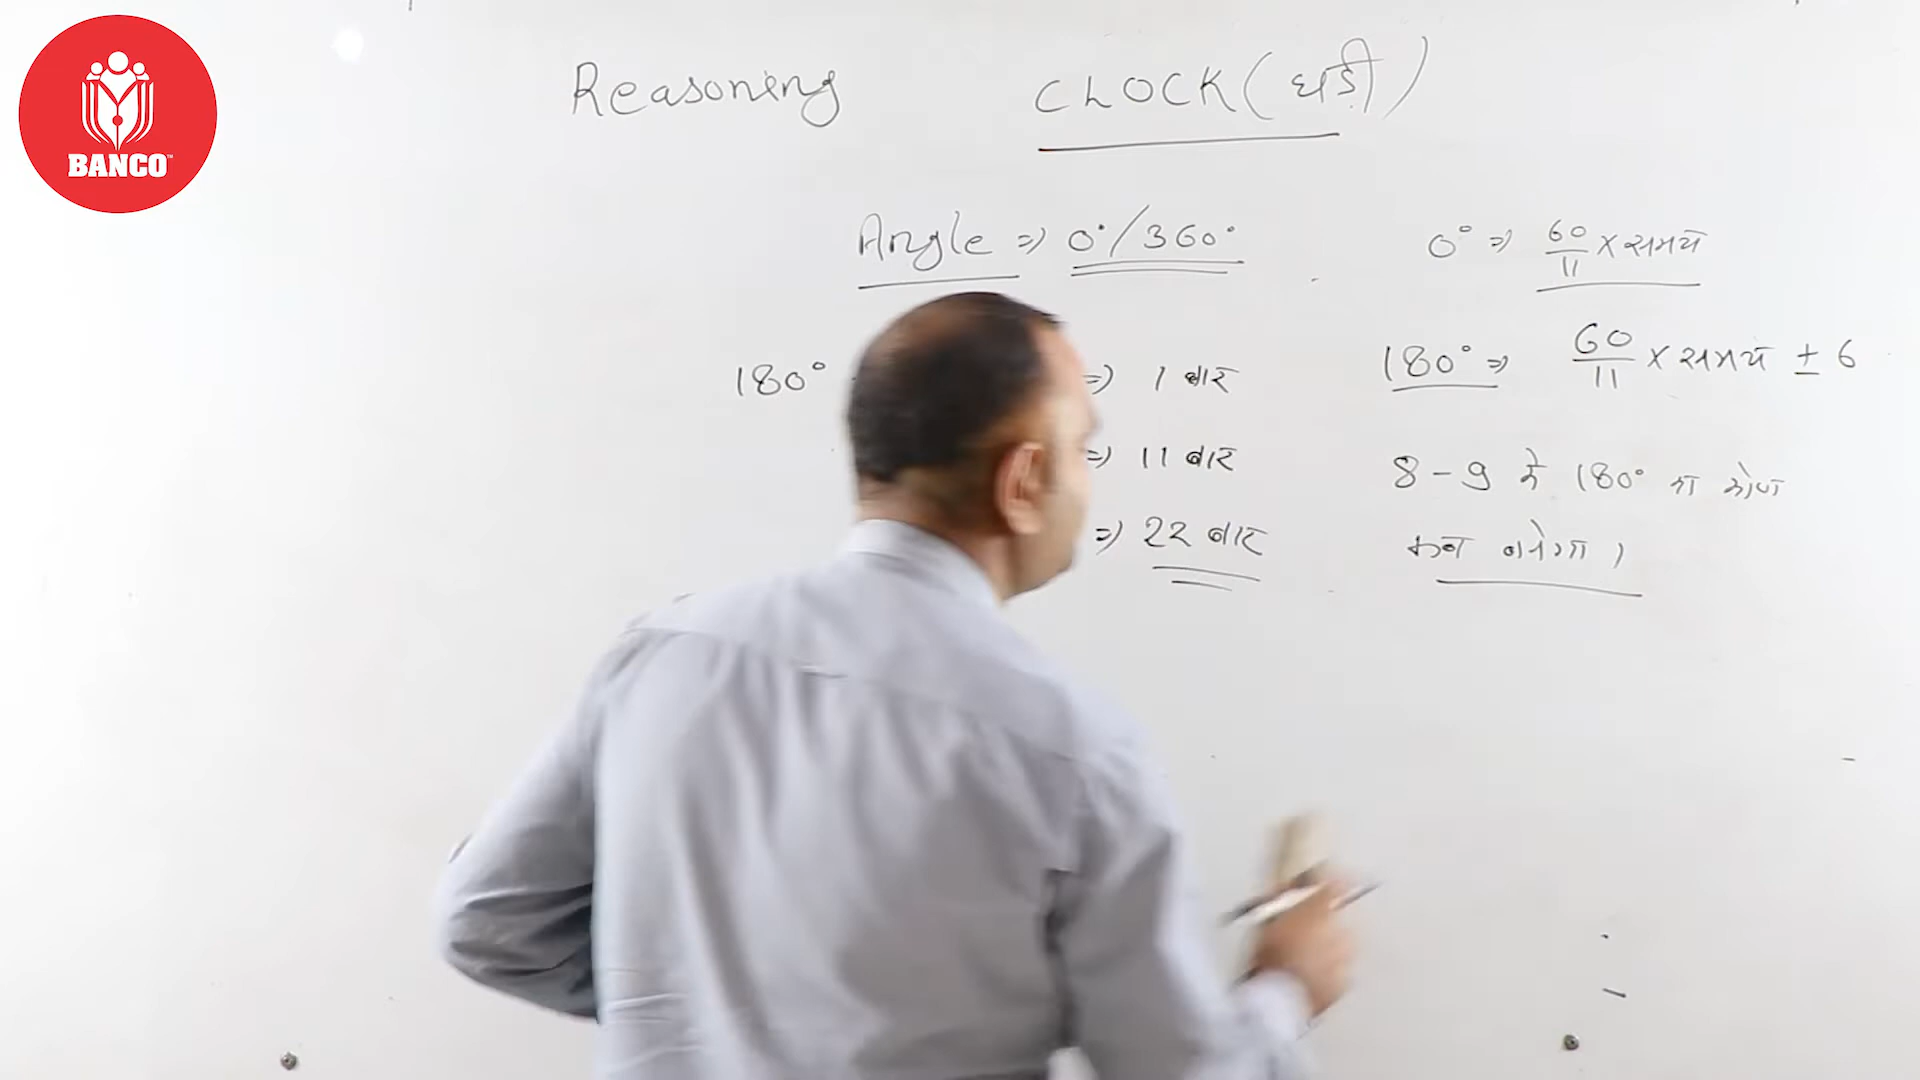 BANCO
Reasoning CLOCK (घड़ी)
Angle => 0°/360°
180° => 1 बार
=> 11 बार
=> 22 बार
0° => 60/11 × समय
180° => 60/11 × समय ± 6
8 - 9 में 180° का कोण
कब बनेगा।